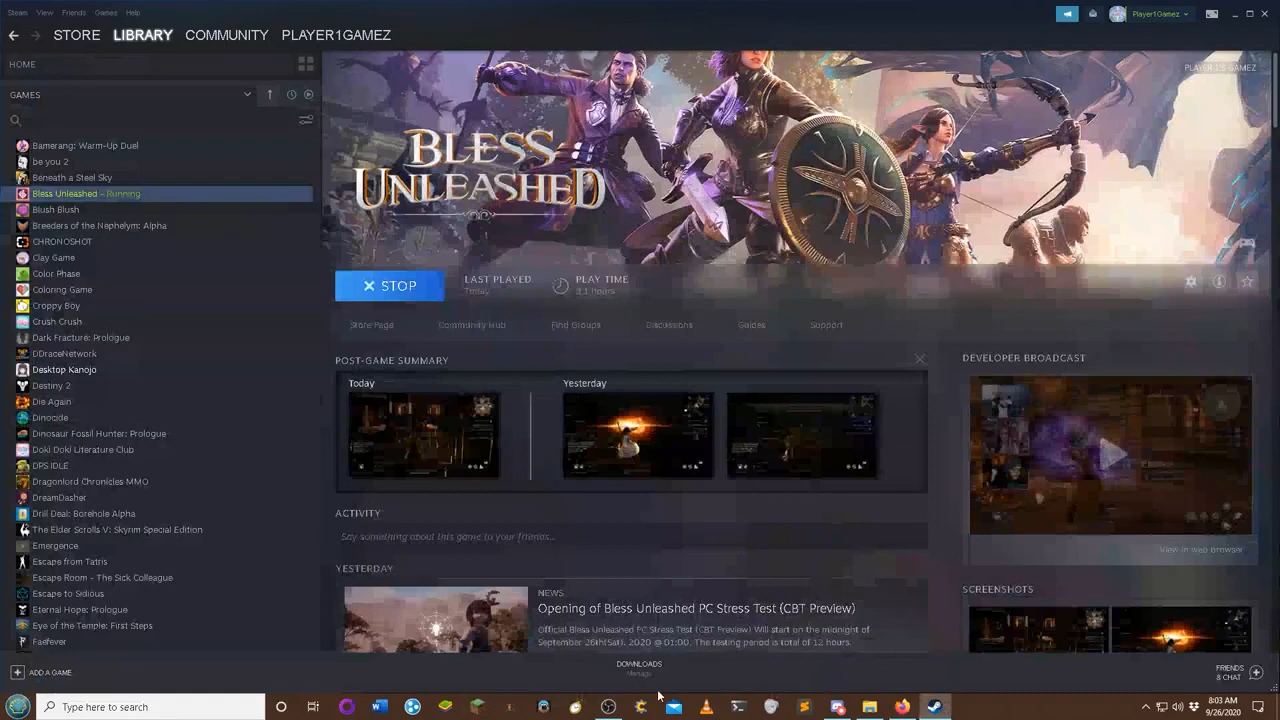 Steam View Friends Games Help
Player1Gamez
STORE LIBRARY COMMUNITY PLAYER1GAMEZ
HOME
PLAYER 1'S GAMEZ
GAMES
BLESS
UNLEASHED
Bamerang: Warm-Up Duel
be you 2
Beneath a Steel Sky
Bless Unleashed - Running
Blush Blush
Breeders of the Nephelym: Alpha
CHRONOSHOT
Clay Game
Color Phase
Coloring Game
Croppy Boy
Crush Crush
Dark Fracture: Prologue
DDraceNetwork
Desktop Kanojo
Destiny 2
Die Again
Dinocide
Dinosaur Fossil Hunter: Prologue
Doki Doki Literature Club
DPS IDLE
Dragonlord Chronicles MMO
DreamDasher
Drill Deal: Borehole Alpha
The Elder Scrolls V: Skyrim Special Edition
Emergence
Escape from Tatris
Escape Room - The Sick Colleague
Escape to Sidious
Eternal Hope: Prologue
Eye of the Temple: First Steps
Faefever
STOP
LAST PLAYED
Today
PLAY TIME
3.1 hours
Store Page Community Hub Find Groups Discussions Guides Support
POST-GAME SUMMARY
Today Yesterday
ACTIVITY
Say something about this game to your friends...
YESTERDAY
NEWS
Opening of Bless Unleashed PC Stress Test (CBT Preview)
Official Bless Unleashed PC Stress Test (CBT Preview) Will start on the midnight of
September 26th(Sat). 2020 @ 01:00. The testing period is total of 12 hours.
DEVELOPER BROADCAST
View in web browser
SCREENSHOTS
ADD A GAME
DOWNLOADS
Manage
FRIENDS
& CHAT
Type here to search
8:03 AM
9/26/2020